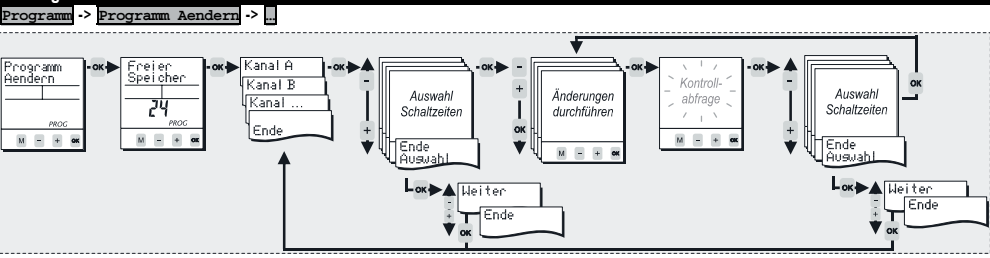 Programm -> Programm Aendern -> ...
Programm
Aendern
PROG
M - + OK
OK
Freier
Speicher
24
PROG
M - + OK
OK
Kanal A
Kanal B
Kanal ...
Ende
OK
-
+
Auswahl
Schaltzeiten
Ende
Auswahl
OK
-
+
OK
Weiter
Ende
OK
-
+
OK
Änderungen
durchführen
M - + OK
OK
Kontroll-
abfrage
M - + OK
OK
-
+
Auswahl
Schaltzeiten
Ende
Auswahl
OK
OK
-
+
OK
Weiter
Ende